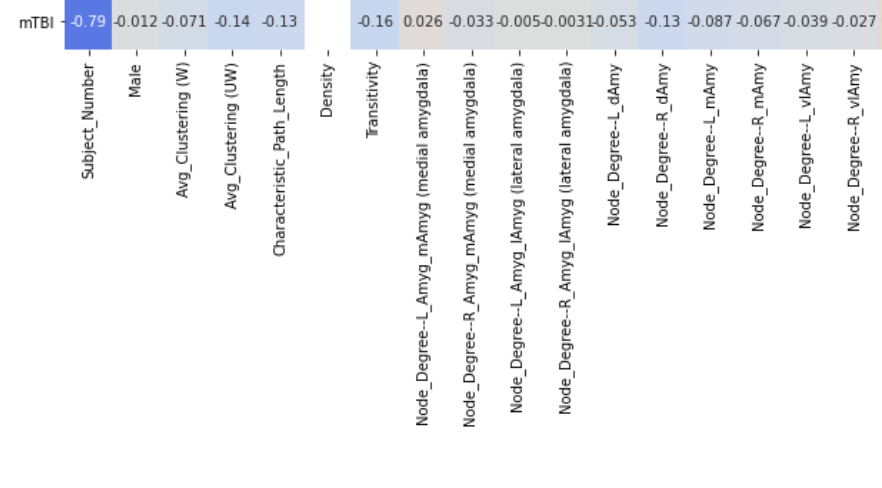 mTBI
-0.79 -0.012 -0.071 -0.14 -0.13 -0.16 0.026 -0.033 -0.005 -0.0031 -0.053 -0.13 -0.087 -0.067 -0.039 -0.027
Subject_Number
Male
Avg_Clustering (W)
Avg_Clustering (UW)
Characteristic_Path_Length
Density
Transitivity
Node_Degree--L_Amyg_mAmyg (medial amygdala)
Node_Degree--R_Amyg_mAmyg (medial amygdala)
Node_Degree--L_Amyg_lAmyg (lateral amygdala)
Node_Degree--R_Amyg_lAmyg (lateral amygdala)
Node_Degree--L_dAmy
Node_Degree--R_dAmy
Node_Degree--L_mAmy
Node_Degree--R_mAmy
Node_Degree--L_vlAmy
Node_Degree--R_vlAmy